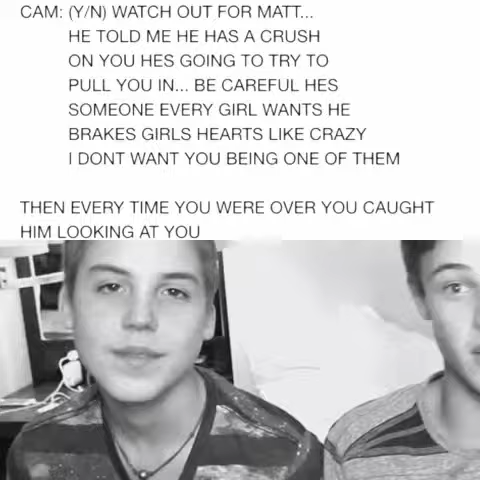 CAM: (Y/N) WATCH OUT FOR MATT...
HE TOLD ME HE HAS A CRUSH
ON YOU HES GOING TO TRY TO
PULL YOU IN... BE CAREFUL HES
SOMEONE EVERY GIRL WANTS HE
BRAKES GIRLS HEARTS LIKE CRAZY
I DONT WANT YOU BEING ONE OF THEM
THEN EVERY TIME YOU WERE OVER YOU CAUGHT
HIM LOOKING AT YOU